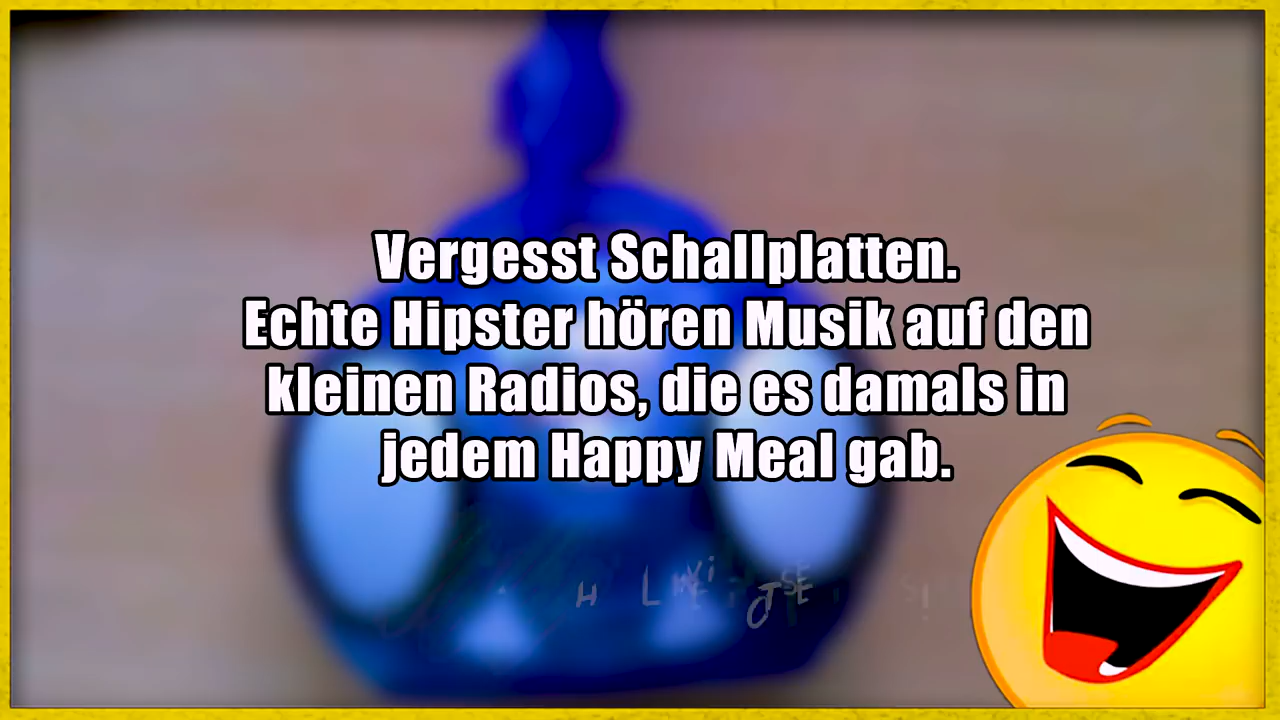 Vergesst Schallplatten.
Echte Hipster hören Musik auf den
kleinen Radios, die es damals in
jedem Happy Meal gab.